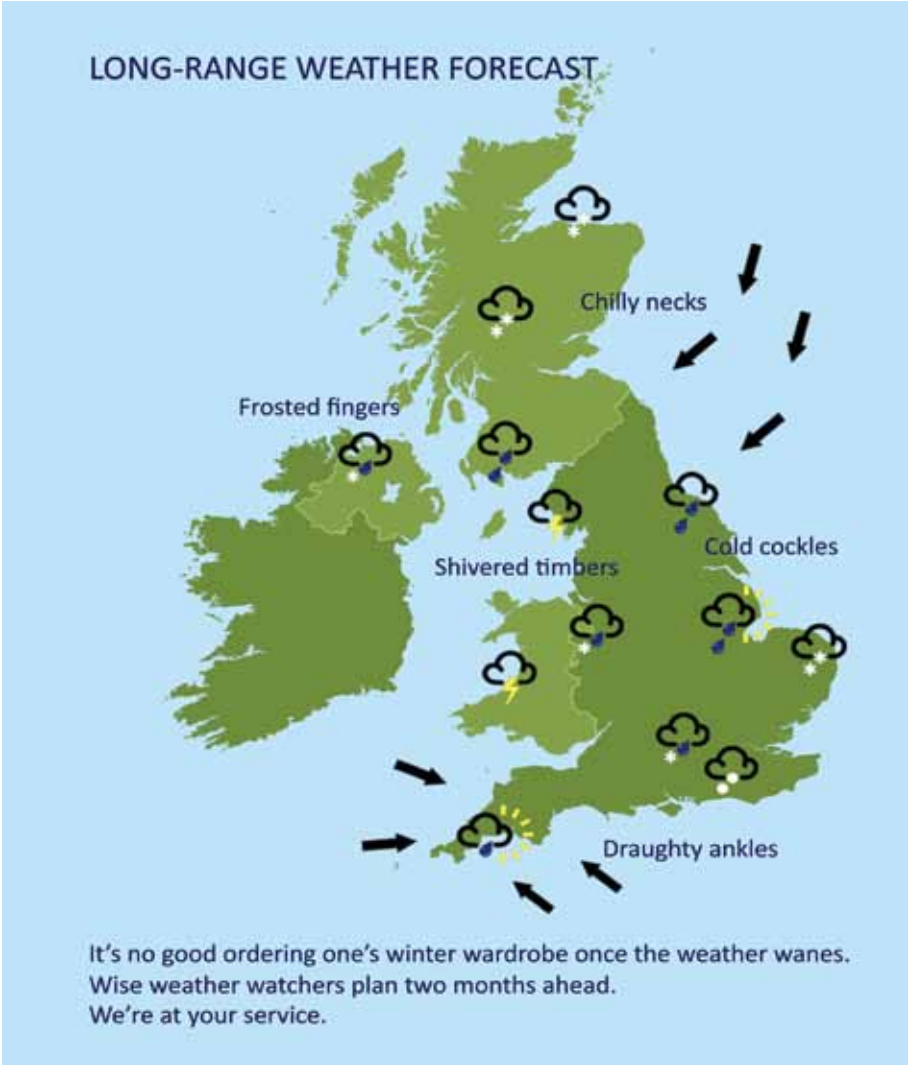 LONG-RANGE WEATHER FORECAST
Chilly necks
Frosted fingers
Cold cockles
Shivered timbers
Draughty ankles
It's no good ordering one's winter wardrobe once the weather wanes.
Wise weather watchers plan two months ahead.
We're at your service.